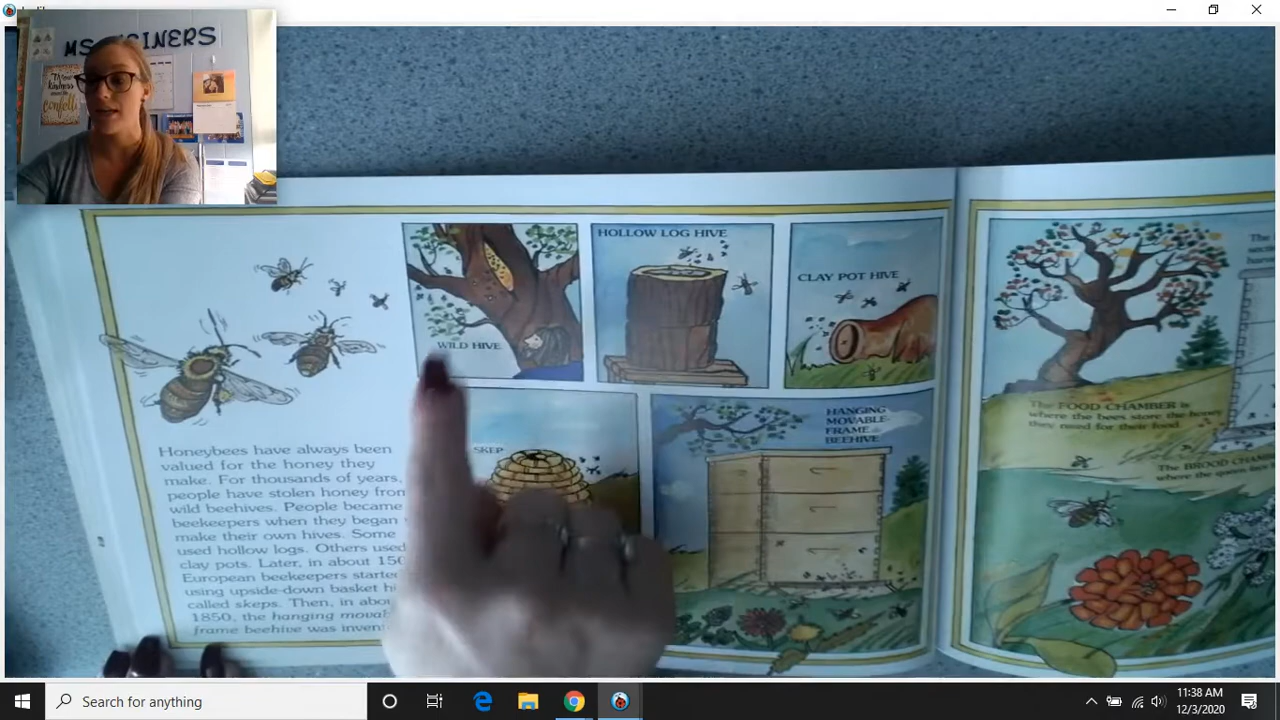 MS
WILD HIVE
HOLLOW LOG HIVE
CLAY POT HIVE
SKEP
HANGING
MOVABLE-
FRAME
BEEHIVE
Honeybees have always been
valued for the honey they
make. For thousands of years,
people have stolen honey from
wild beehives. People became
beekeepers when they began
make their own hives. Some
used hollow logs. Others used
clay pots. Later, in about
European beekeepers started
using upside-down basket
called skeps. Then, in
1850, the hanging
frame beehive was
The FOOD CHAMBER is
where the bees store the honey
they need for their food.
The BROOD
where the queen lays
Search for anything
11:38 AM
12/3/2020